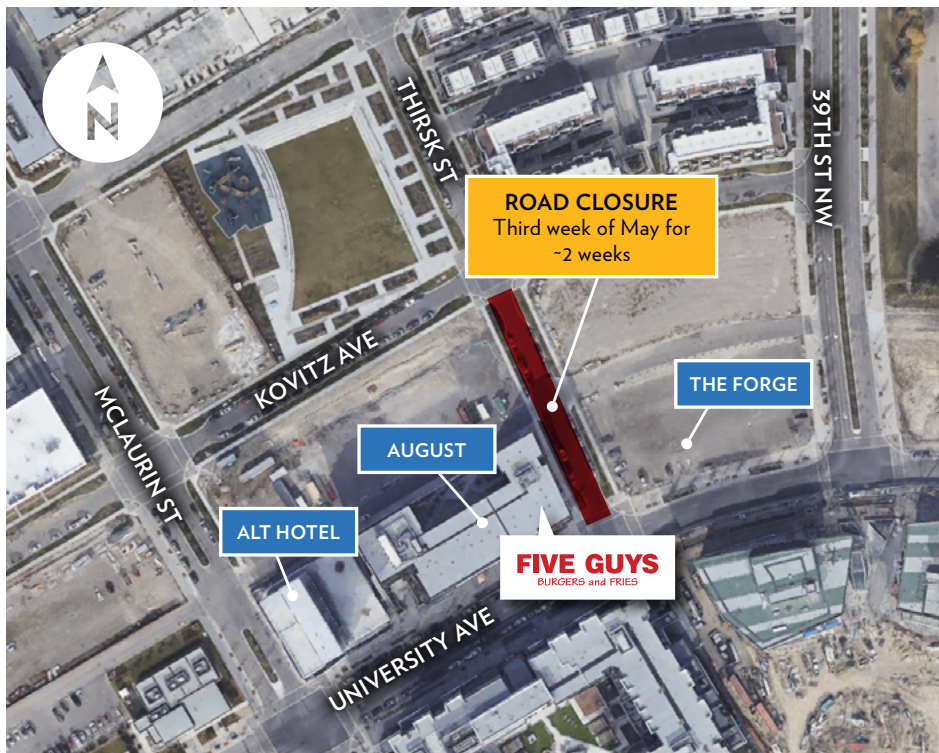 N
THIRSK ST
39TH ST NW
ROAD CLOSURE
Third week of May for
~2 weeks
KOVITZ AVE
THE FORGE
MCLAURIN ST
AUGUST
ALT HOTEL
FIVE GUYS
BURGERS and FRIES
UNIVERSITY AVE